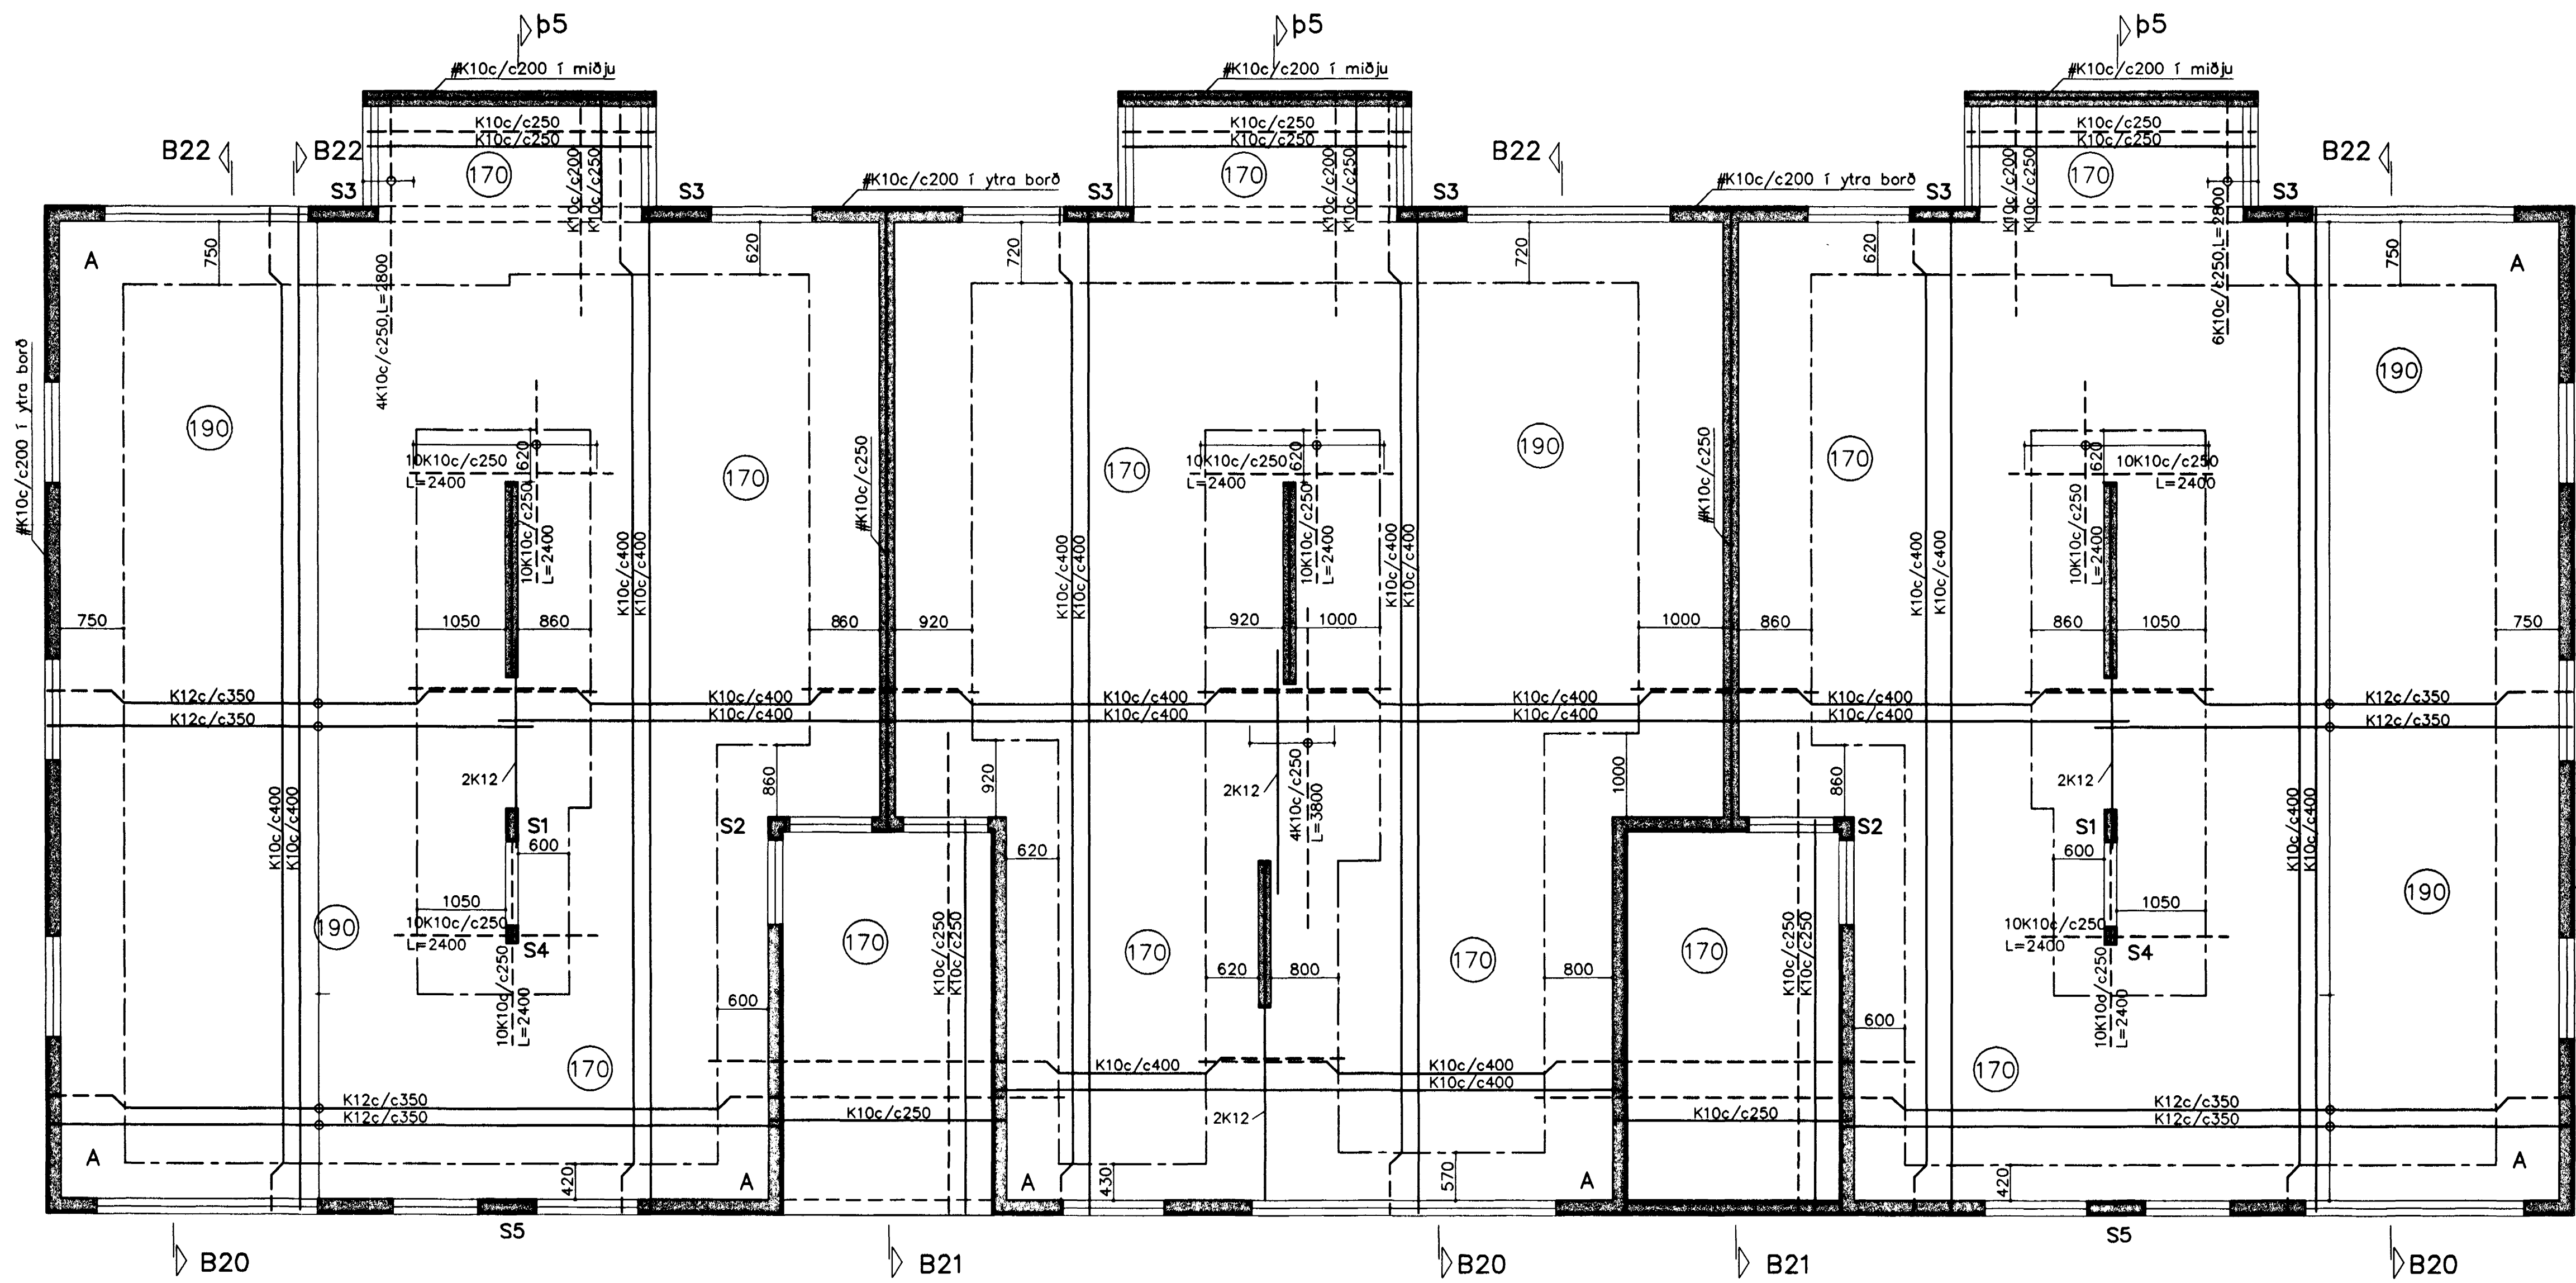 þ5
þ5
þ5
#K10c/c200 í miðju
#K10c/c200 í miðju
#K10c/c200 í miðju
K10c/c250
K10c/c250
K10c/c250
K10c/c250
K10c/c250
K10c/c250
B22
B22
B22
B22
170
170
170
K10c/c200
K10c/c250
K10c/c200
K10c/c250
K10c/c200
K10c/c250
S3
S3
S3
S3
S3
S3
#K10c/c200 í ytra borð
#K10c/c200 í ytra borð
A
A
750
620
720
720
620
750
4K10c/c250,L=2800
6K10c/c250,L=2800
#K10c/c200 í ytra borð
190
170
170
190
170
190
#K10c/c250
#K10c/c250
10K10c/c250
L=2400
620
10K10c/c250
L=2400
10K10c/c250
L=2400
620
10K10c/c250
L=2400
10K10c/c250
L=2400
620
10K10c/c250
L=2400
K10c/c400
K10c/c400
K10c/c400
K10c/c400
K10c/c400
K10c/c400
K10c/c400
K10c/c400
750
1050
860
860
920
920
1000
1000
860
860
1050
750
K12c/c350
K10c/c400
K10c/c400
K10c/c400
K10c/c400
K12c/c350
K12c/c350
K10c/c400
K10c/c400
K10c/c400
K10c/c400
K12c/c350
2K12
860
920
2K12
4K10c/c250
L=3800
1000
860
2K12
K10c/c400
K10c/c400
K10c/c400
K10c/c400
S1
S2
S2
S1
600
620
600
1050
1050
10K10c/c250
L=2400
10K10c/c250
L=2400
190
190
S4
S4
10K10c/c250
L=2400
10K10c/c250
L=2400
170
170
170
170
K10c/c250
K10c/c250
K10c/c250
K10c/c250
620
800
800
600
600
170
170
K10c/c400
K10c/c400
K10c/c400
K12c/c350
K12c/c350
K12c/c350
K12c/c350
K10c/c250
K10c/c250
2K12
A
A
A
A
A
420
430
570
420
S5
S5
B20
B21
B20
B21
B20